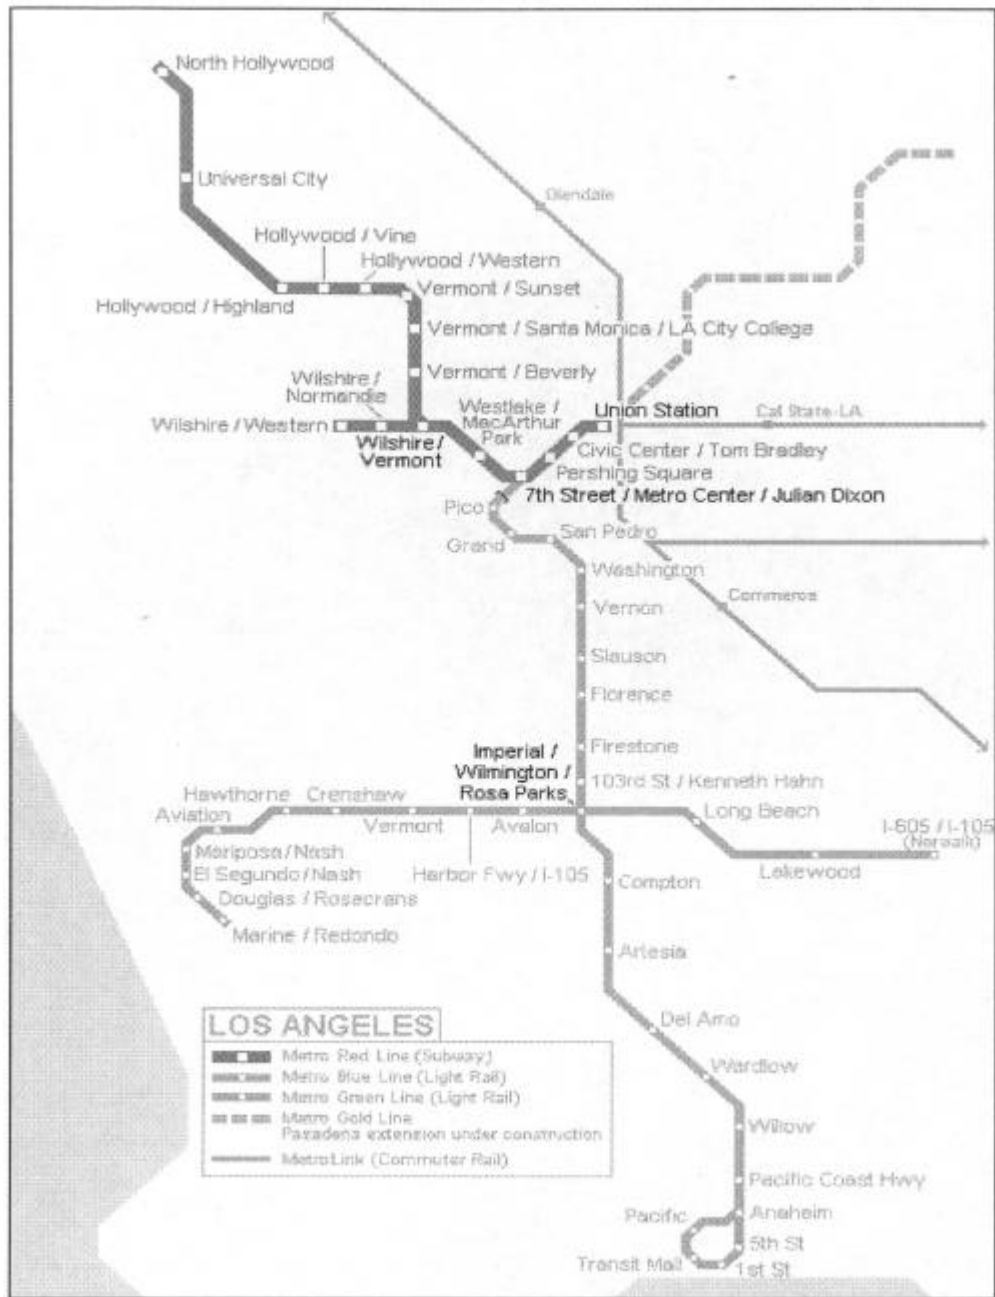 North Hollywood
Universal City
Glendale
Hollywood / Vine
Hollywood / Western
Hollywood / Highland
Vermont / Sunset
Vermont / Santa Monica / LA City College
Vermont / Beverly
Wilshire /
Normandie
Westlake /
MacArthur
Park
Union Station
Cal State-LA
Wilshire / Western
Wilshire /
Vermont
Civic Center / Tom Bradley
Pershing Square
7th Street / Metro Center / Julian Dixon
Pico
San Pedro
Grand
Washington
Commerce
Vernon
Slauson
Florence
Firestone
Imperial /
Wilmington /
Rosa Parks
103rd St / Kenneth Hahn
Hawthorne
Crenshaw
Aviation
Vermont
Avalon
Long Beach
I-605 / I-105
(Norwalk)
Mariposa / Nash
El Segundo / Nash
Harbor Fwy / I-105
Lakewood
Compton
Douglas / Rosecrans
Marine / Redondo
Artesia
LOS ANGELES
Metro Red Line (Subway)
Metro Blue Line (Light Rail)
Metro Green Line (Light Rail)
Metro Gold Line
Pasadena extension under construction
MetroLink (Commuter Rail)
Del Amo
Wardlow
Willow
Pacific Coast Hwy
Pacific
Anaheim
5th St
Transit Mall
1st St